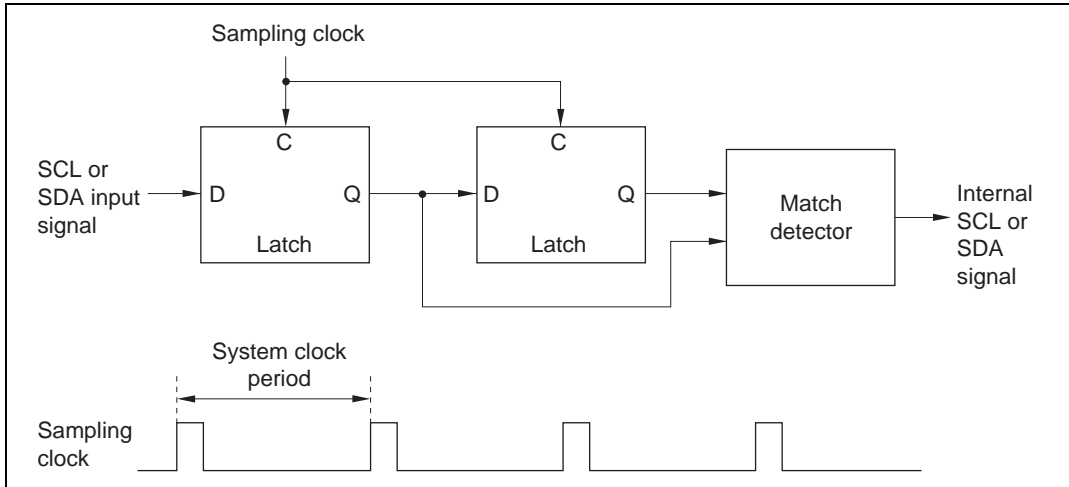 Sampling clock
C
C
SCL or
SDA input
signal
D
Q
Latch
D
Q
Latch
Match
detector
Internal
SCL or
SDA
signal
System clock
period
Sampling
clock